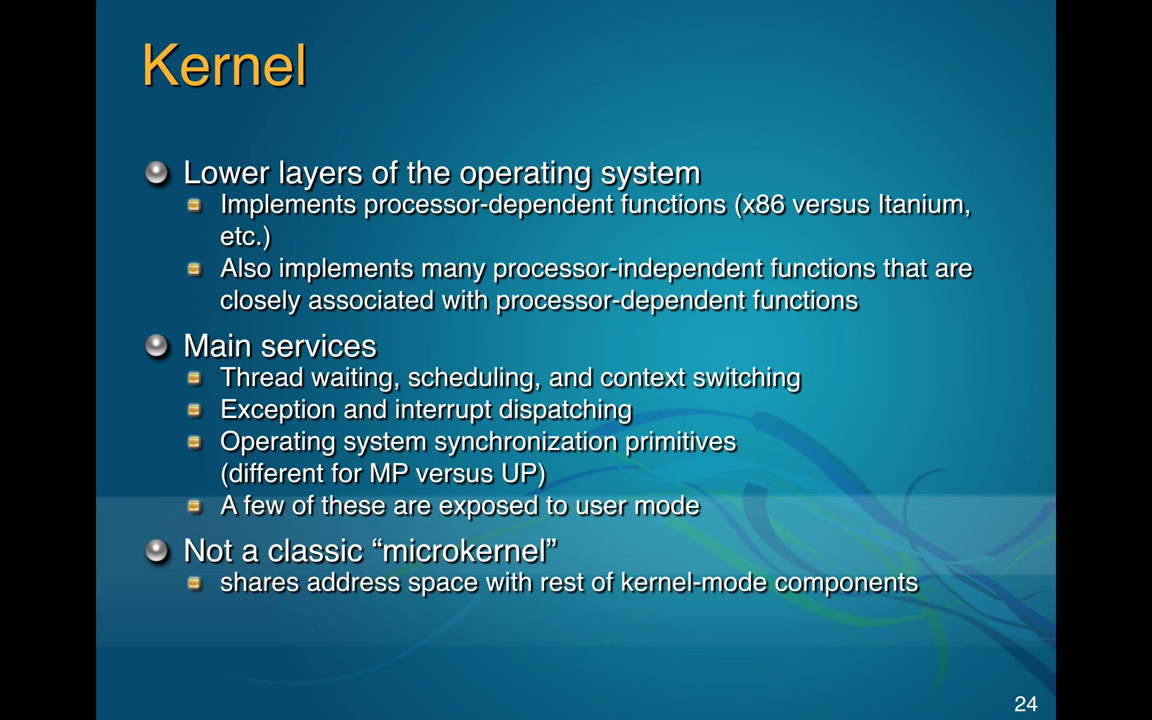 Kernel
Lower layers of the operating system
Implements processor-dependent functions (x86 versus Itanium,
etc.)
Also implements many processor-independent functions that are
closely associated with processor-dependent functions
Main services
Thread waiting, scheduling, and context switching
Exception and interrupt dispatching
Operating system synchronization primitives
(different for MP versus UP)
A few of these are exposed to user mode
Not a classic “microkernel”
shares address space with rest of kernel-mode components
24